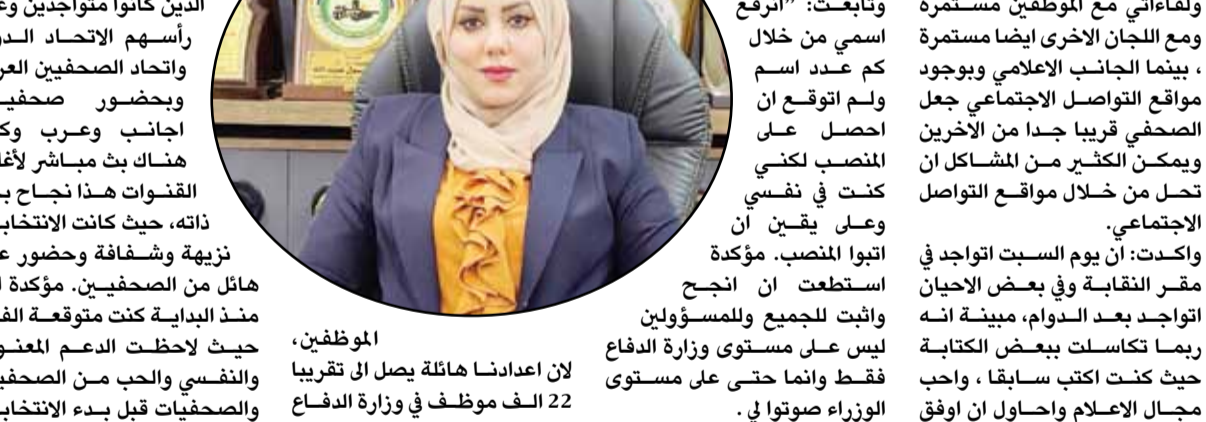 ولقاءاتي مع الموظفين مستمرة
ومع اللجان الاخرى ايضا مستمرة
، بينما الجانب الاعلامي وبوجود
مواقع التواصل الاجتماعي جعل
الصحفي قريبا جدا من الاخرين
ويمكن الكثير من المشاكل ان
تحل من خلال مواقع التواصل
الاجتماعي.
واكدت: ان يوم السبت اتواجد في
مقر النقابة وفي بعض الاحيان
اتواجد بعد الدوام، مبينة انه
ربما تكاسلت ببعض الكتابة
حيث كنت اكتب سابقا ، واحب
مجال الاعلام واحاول ان اوفق
وتابعت: "انرفع
اسمي من خلال
كم عدد اسم
ولم اتوقع ان
احصل على
المنصب لكني
كنت في نفسي
وعلى يقين ان
اتبوا المنصب. مؤكدة
استطعت ان انجح
واثبت للجميع وللمسؤولين
ليس على مستوى وزارة الدفاع
فقط وانما حتى على مستوى
الوزراء صوتوا لي .
الموظفين،
لان اعدادنا هائلة يصل الى تقريبا
22 الف موظف في وزارة الدفاع
الذين كانوا متواجدين
رأسهم الاتحاد
واتحاد الصحفيين
وبحضور
اجانب وعرب
هناك بث مباشر
القنوات هذا نجاح
ذاته، حيث كانت
نزيهة وشفافة وحضور
هائل من الصحفيين. مؤكدة
منذ البداية كنت متوقعة
حيث لاحظت الدعم
والنفسي والحب من
والصحفيات قبل بدء